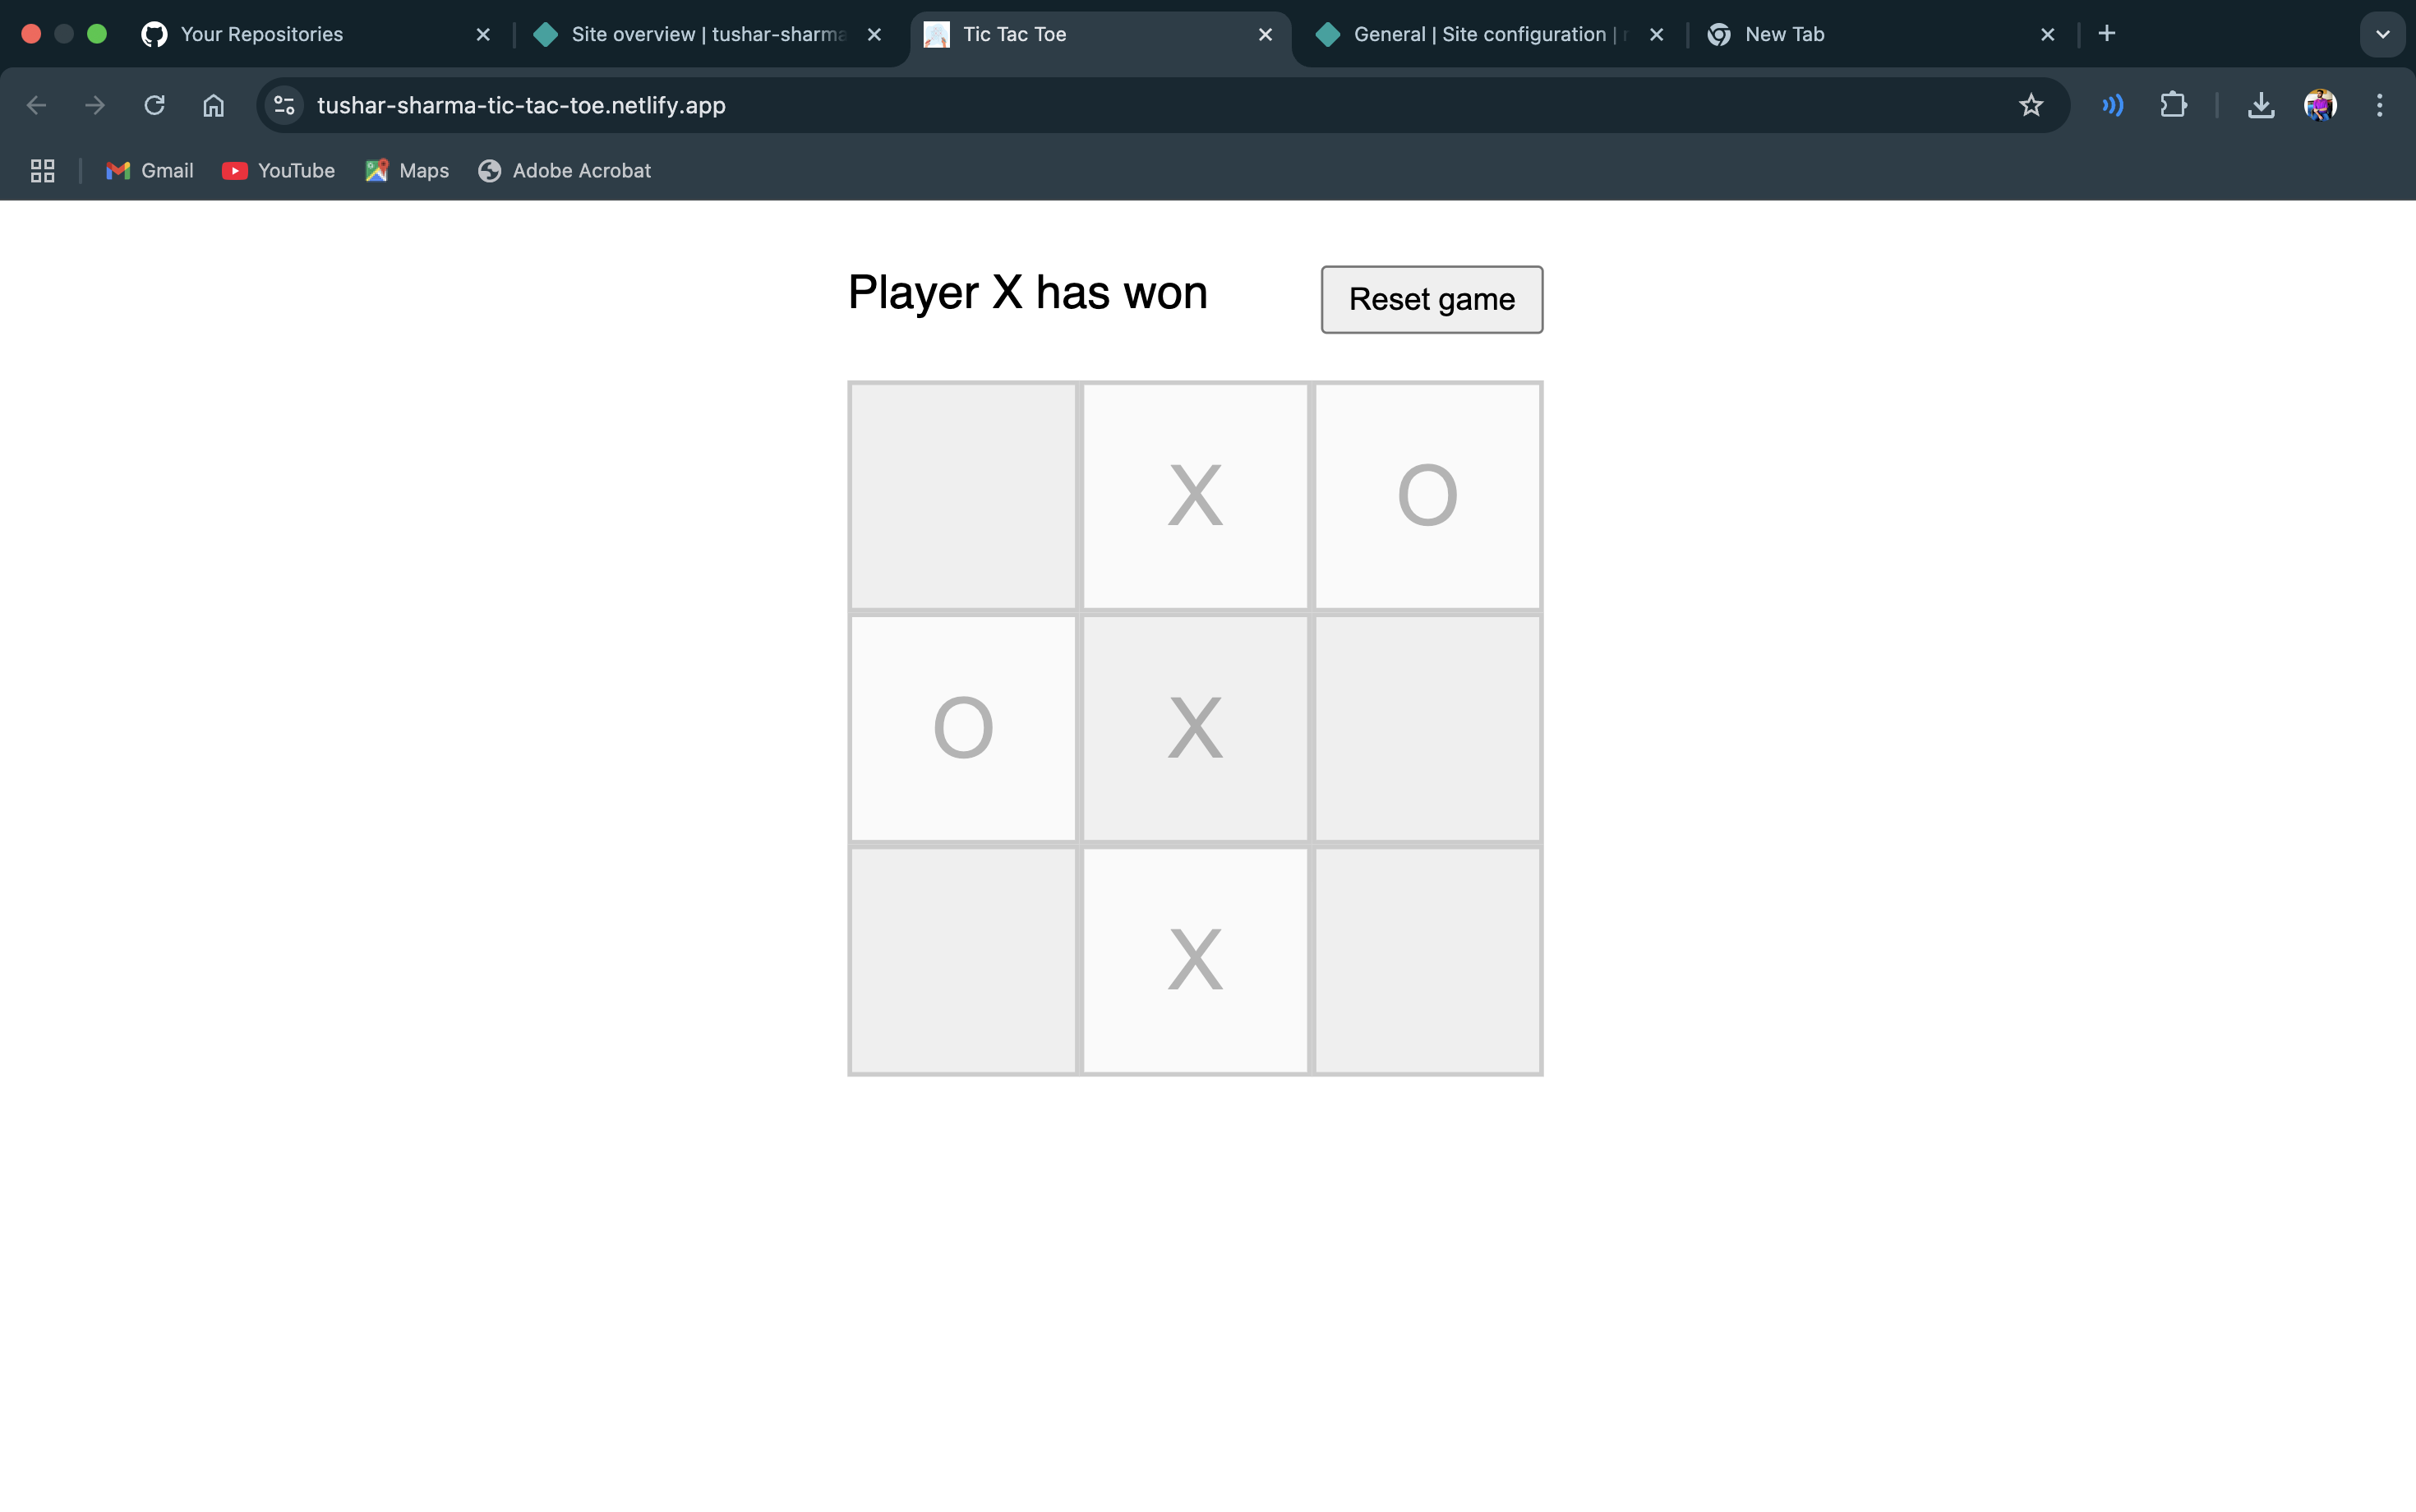 Your Repositories
Site overview | tushar-sharma
Tic Tac Toe
General | Site configuration |
New Tab
tushar-sharma-tic-tac-toe.netlify.app
Gmail
YouTube
Maps
Adobe Acrobat
Player X has won
Reset game
X O
O X
X